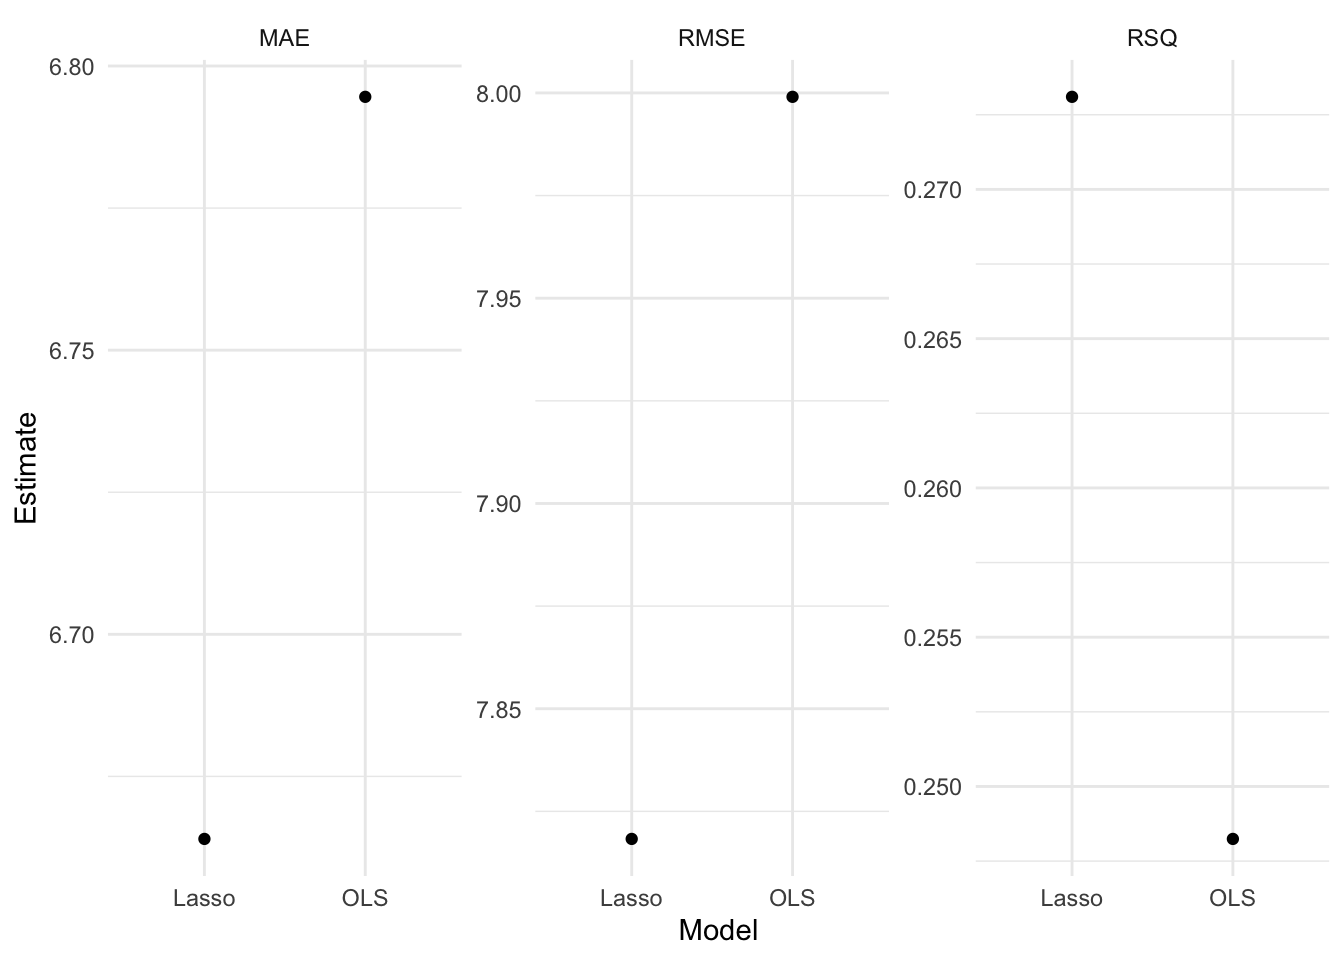 MAE
RMSE
RSQ
6.80
6.75
6.70
8.00
7.95
7.90
7.85
0.270
0.265
0.260
0.255
0.250
Estimate
Lasso
OLS
Lasso
OLS
Lasso
OLS
Model